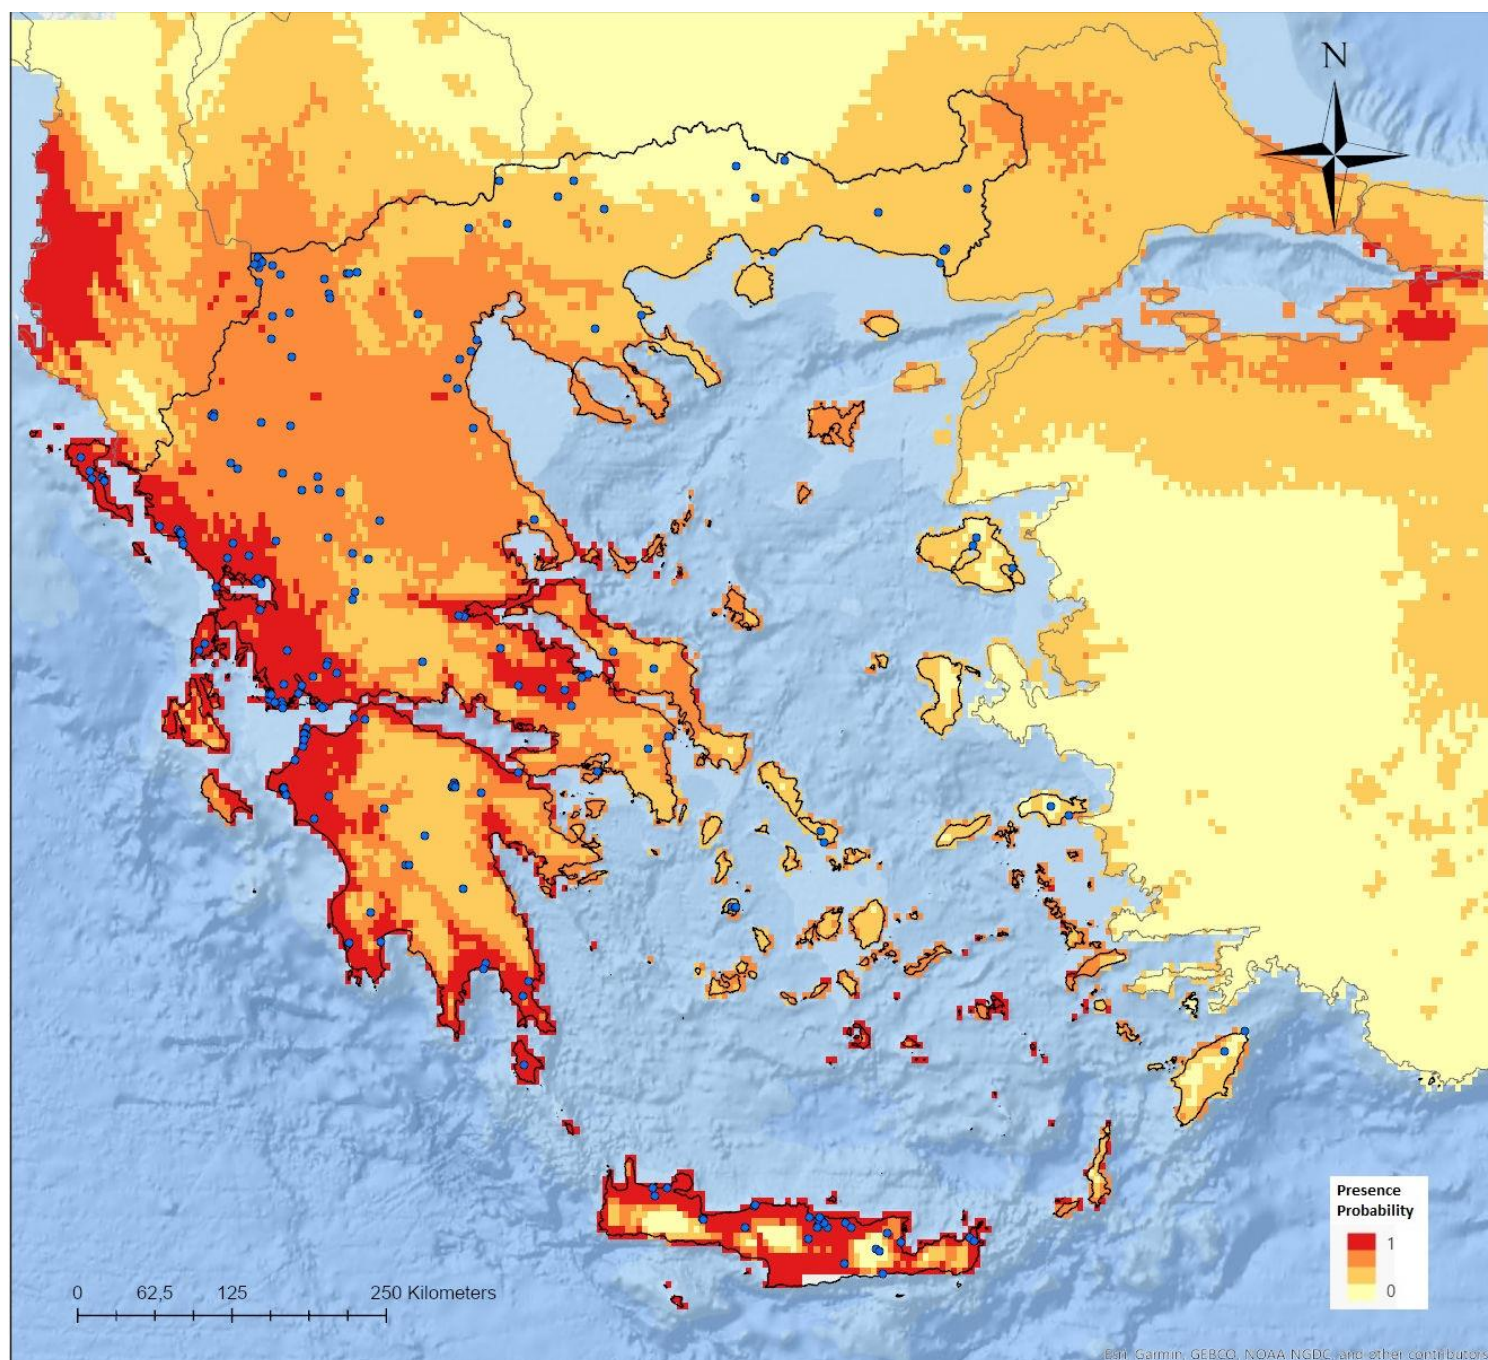 N
Presence
Probability
1
0
0 62,5 125 250 Kilometers
Esri, Garmin, GEBCO, NOAA NGDC, and other contributors